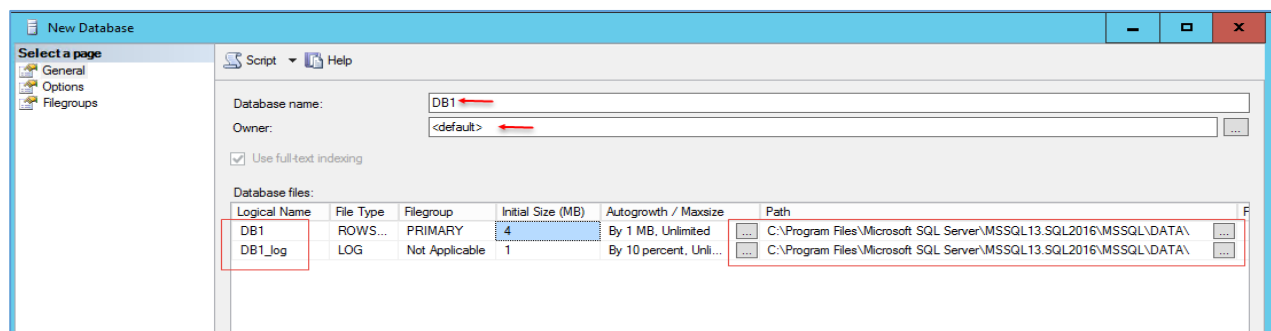 New Database
Select a page
General
Options
Filegroups
Script Help
Database name: DB1
Owner: <default> ...
Use full-text indexing
Database files:
Logical Name File Type Filegroup Initial Size (MB) Autogrowth / Maxsize Path F
DB1 ROWS... PRIMARY 4 By 1 MB, Unlimited ... C:\Program Files\Microsoft SQL Server\MSSQL13.SQL2016\MSSQL\DATA\ ...
DB1_log LOG Not Applicable 1 By 10 percent, Unli... ... C:\Program Files\Microsoft SQL Server\MSSQL13.SQL2016\MSSQL\DATA\ ...